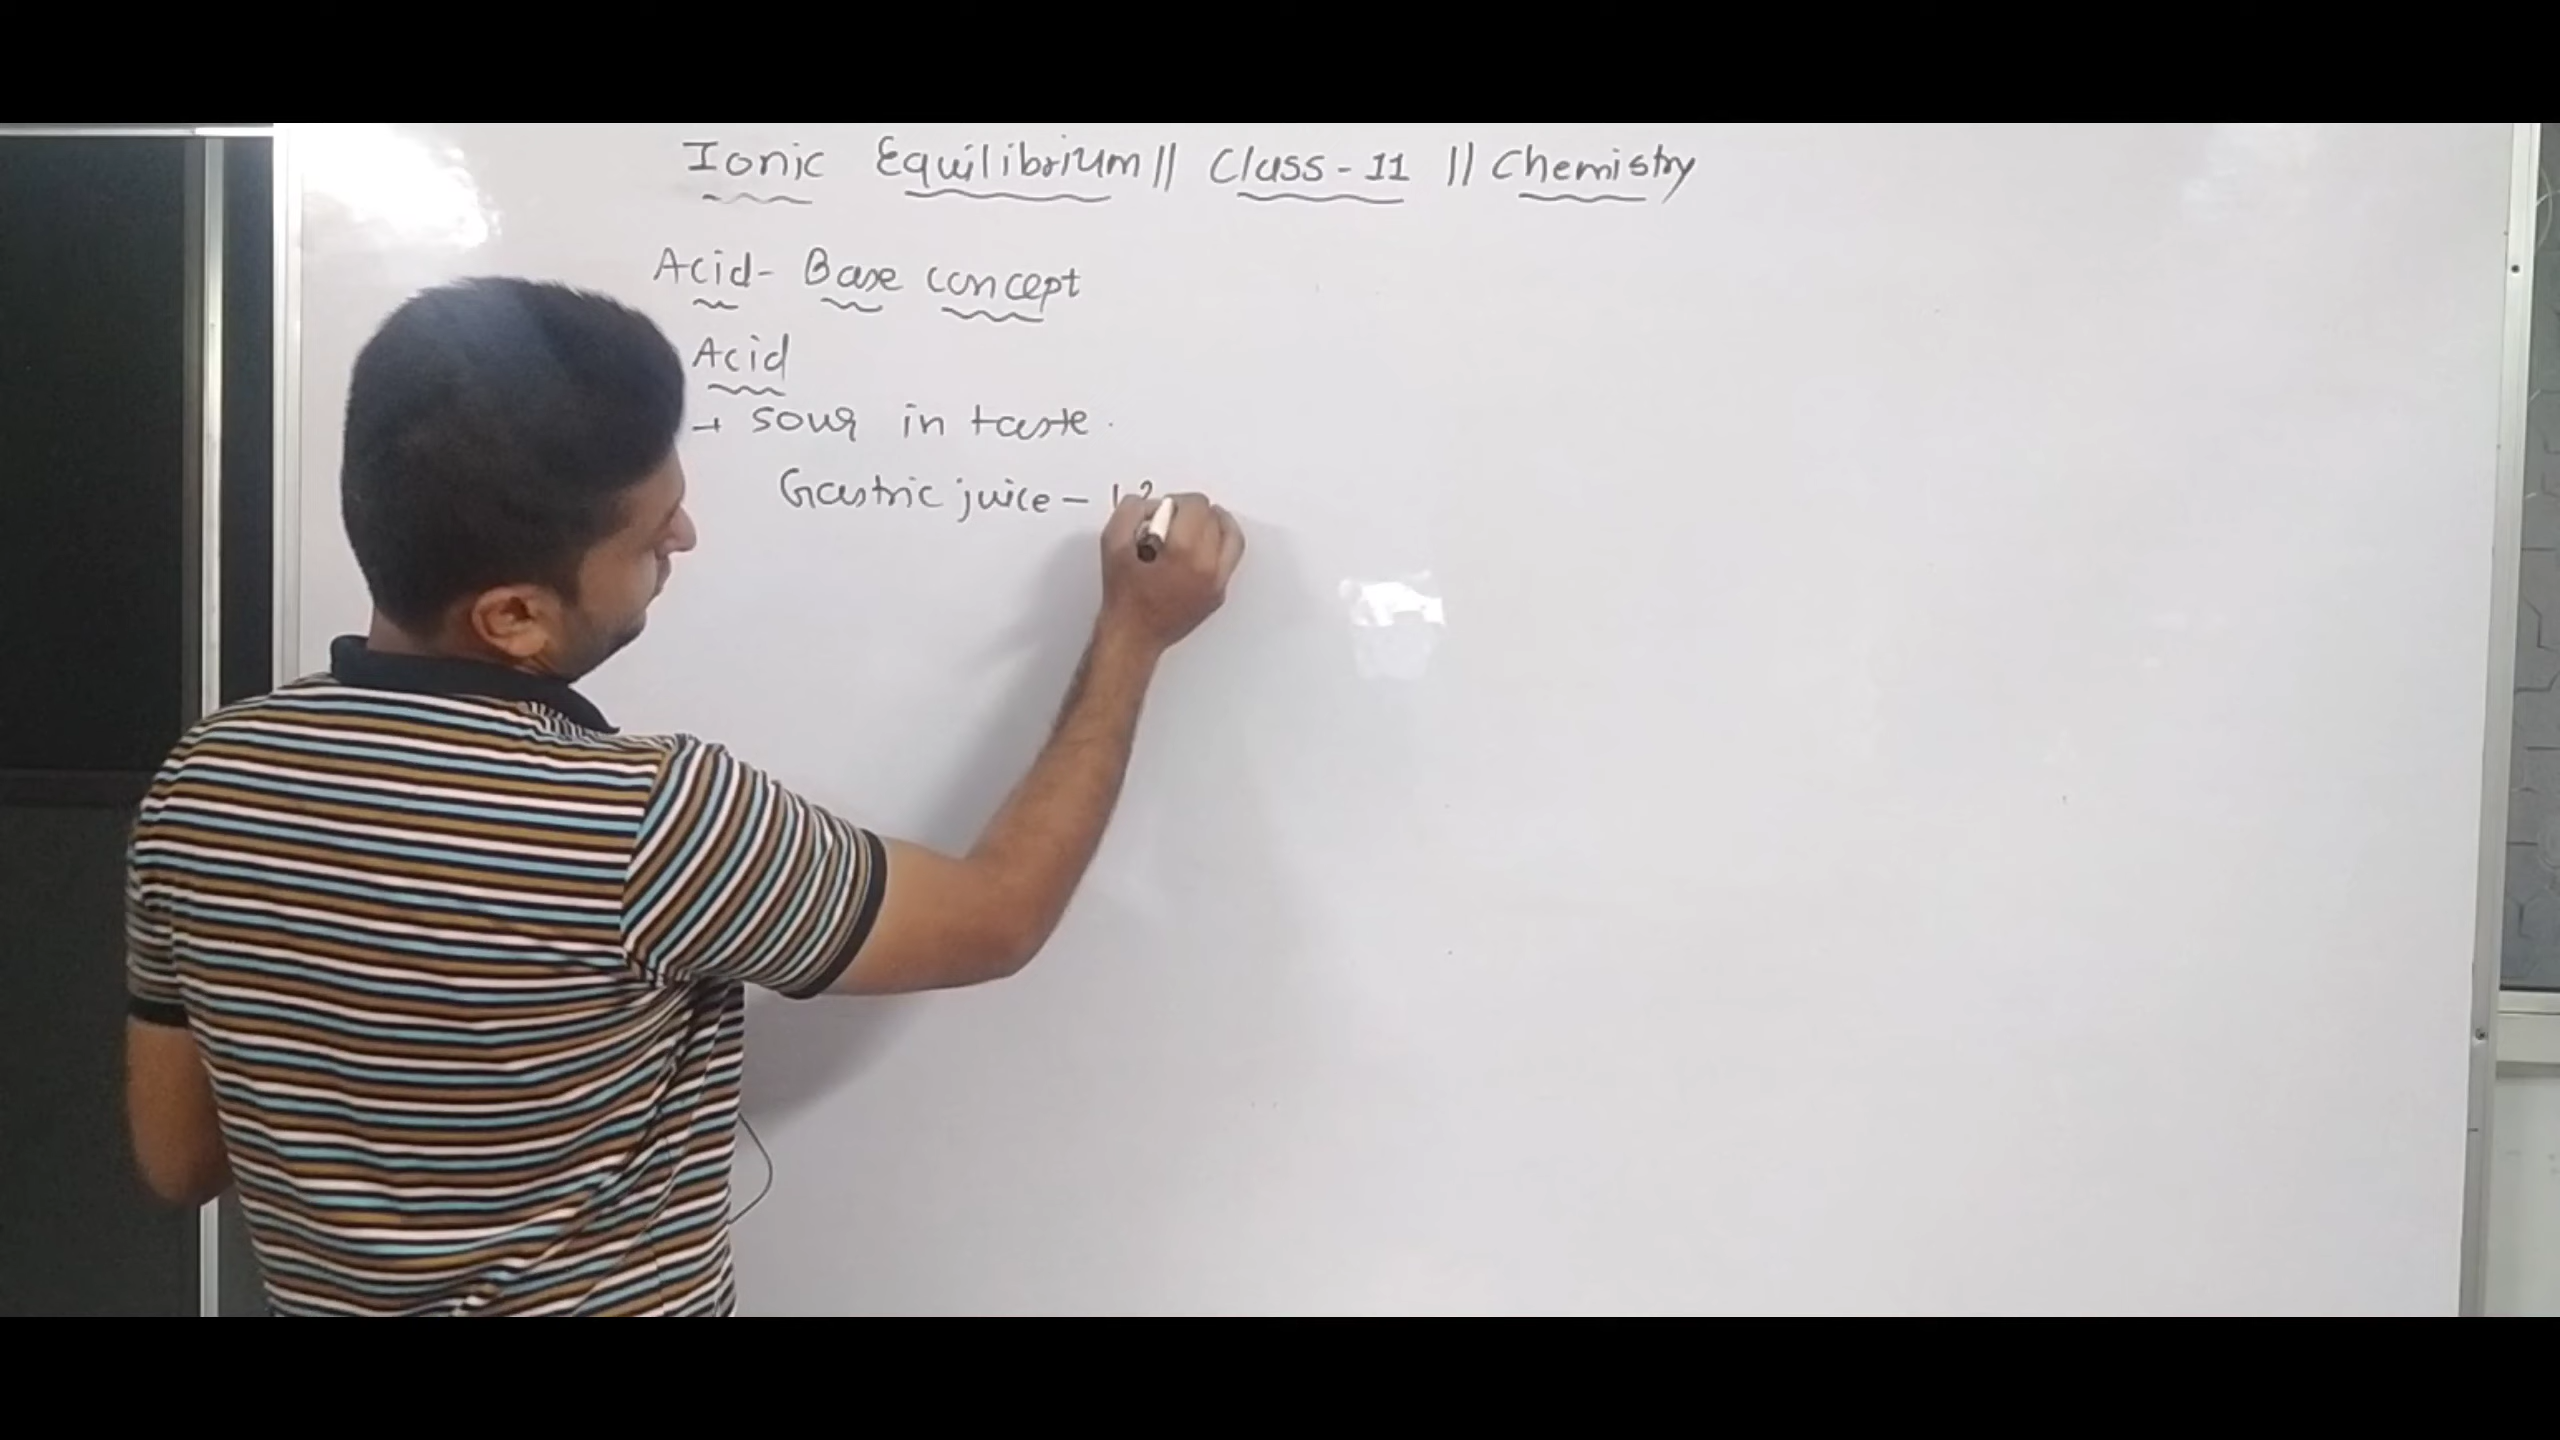 Ionic Equilibrium || Class - 11 || Chemistry
Acid - Base concept
Acid
→ sour in taste.
Gastric juice -